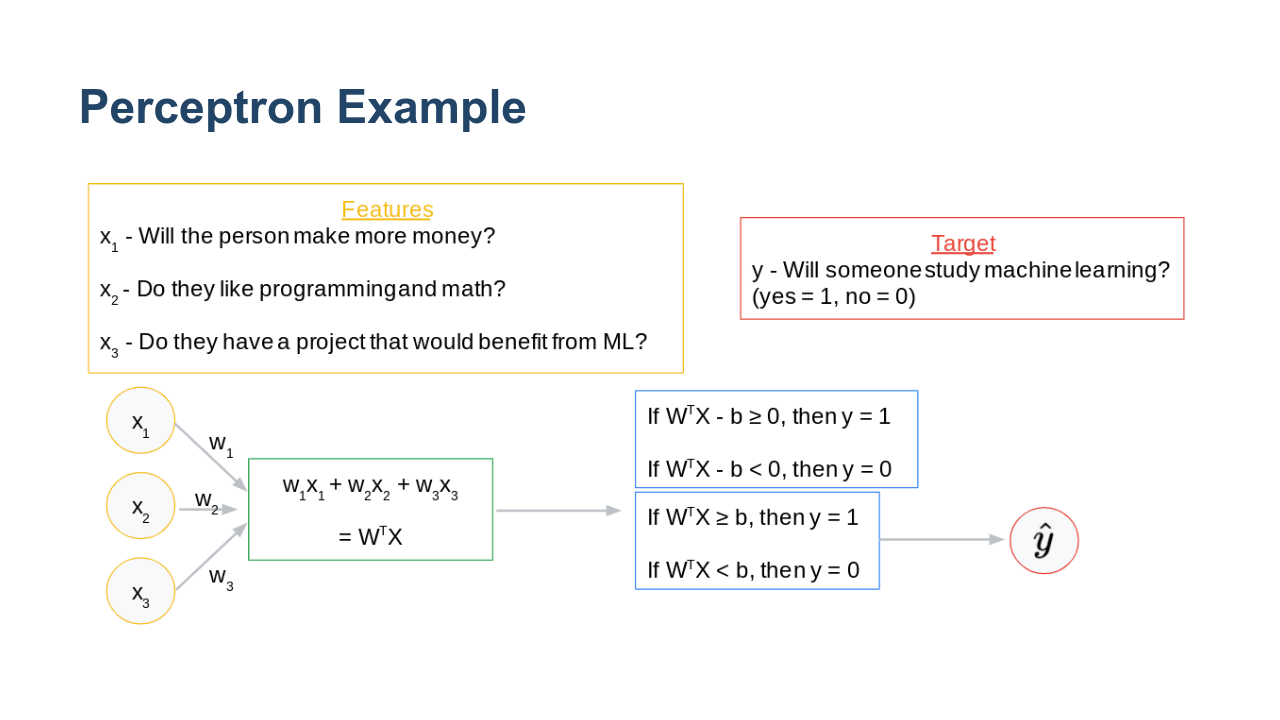 Perceptron Example
Features
x₁ - Will the person make more money?
x₂ - Do they like programming and math?
x₃ - Do they have a project that would benefit from ML?
Target
y - Will someone study machine learning?
(yes = 1, no = 0)
x₁
w₁
x₂
w₂
x₃
w₃
w₁x₁ + w₂x₂ + w₃x₃
= WᵀX
If WᵀX - b ≥ 0, then y = 1
If WᵀX - b < 0, then y = 0
If WᵀX ≥ b, then y = 1
If WᵀX < b, then y = 0
ŷ